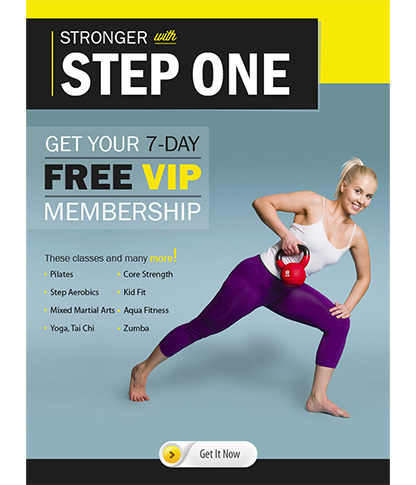 STRONGER with
STEP ONE
GET YOUR 7-DAY
FREE VIP
MEMBERSHIP
These classes and many more!
• Pilates
• Core Strength
• Step Aerobics
• Kid Fit
• Mixed Martial Arts
• Aqua Fitness
• Yoga, Tai Chi
• Zumba
Get It Now